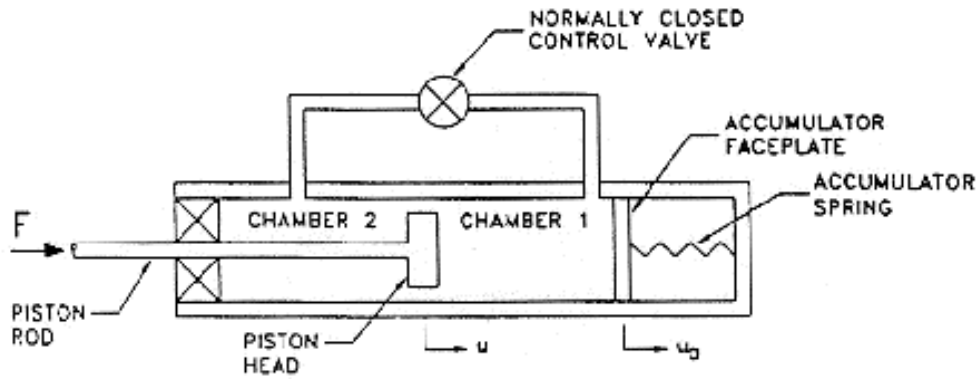 NORMALLY CLOSED
CONTROL VALVE
ACCUMULATOR
FACEPLATE
ACCUMULATOR
SPRING
CHAMBER 2
CHAMBER 1
F
PISTON
ROD
PISTON
HEAD
u
u₀